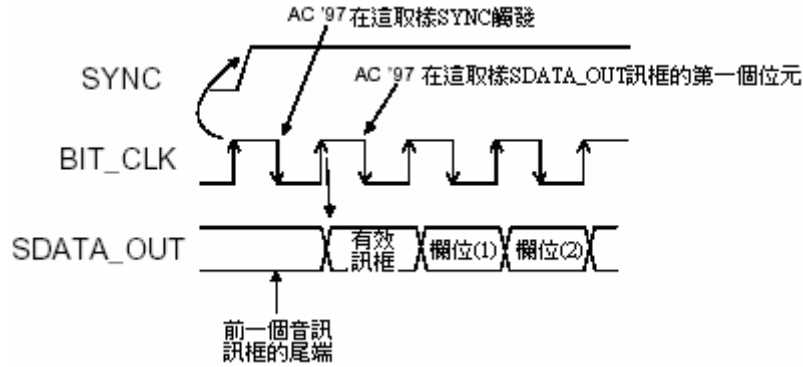 AC '97 在這取樣SYNC觸發
SYNC
AC '97 在這取樣SDATA_OUT訊框的第一個位元
BIT_CLK
SDATA_OUT
有效
訊框
欄位(1)
欄位(2)
前一個音訊
訊框的尾端